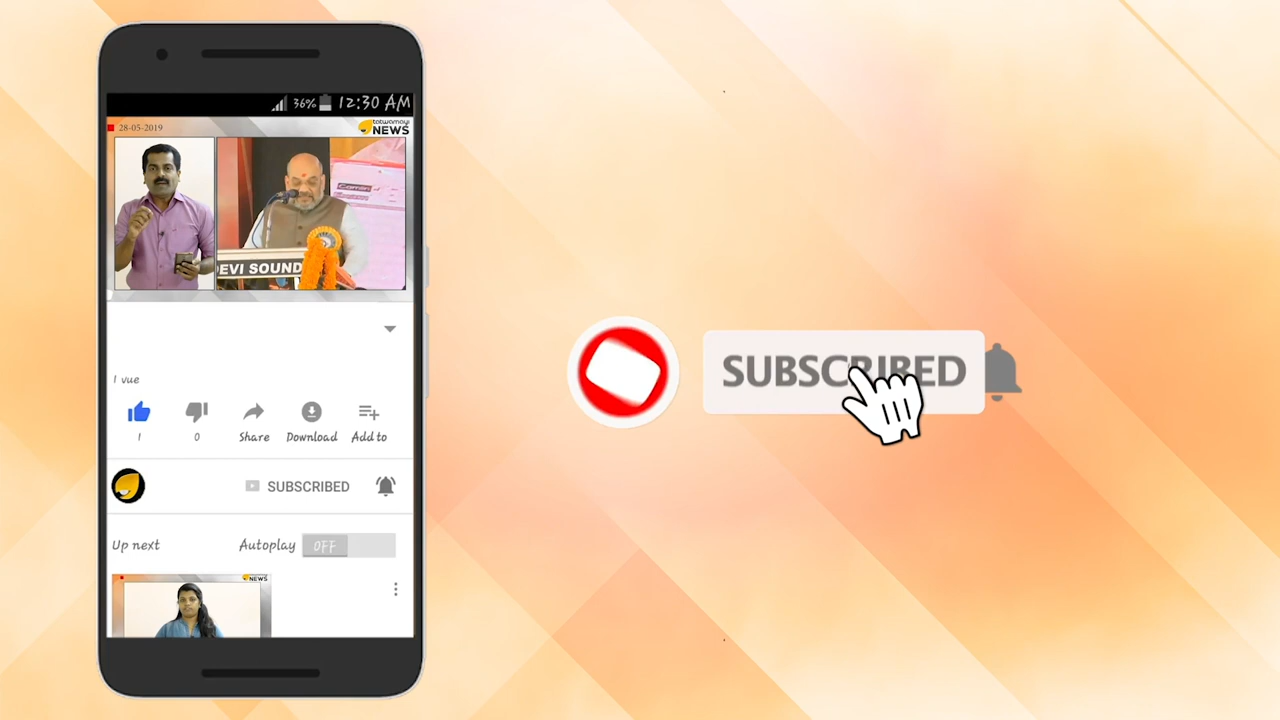 36% 12:30 AM
28-05-2019
tatwamayi
NEWS
DEVI SOUND
1 vue
1 0 Share Download Add to
SUBSCRIBED
Up next Autoplay OFF
NEWS
SUBSCRIBED